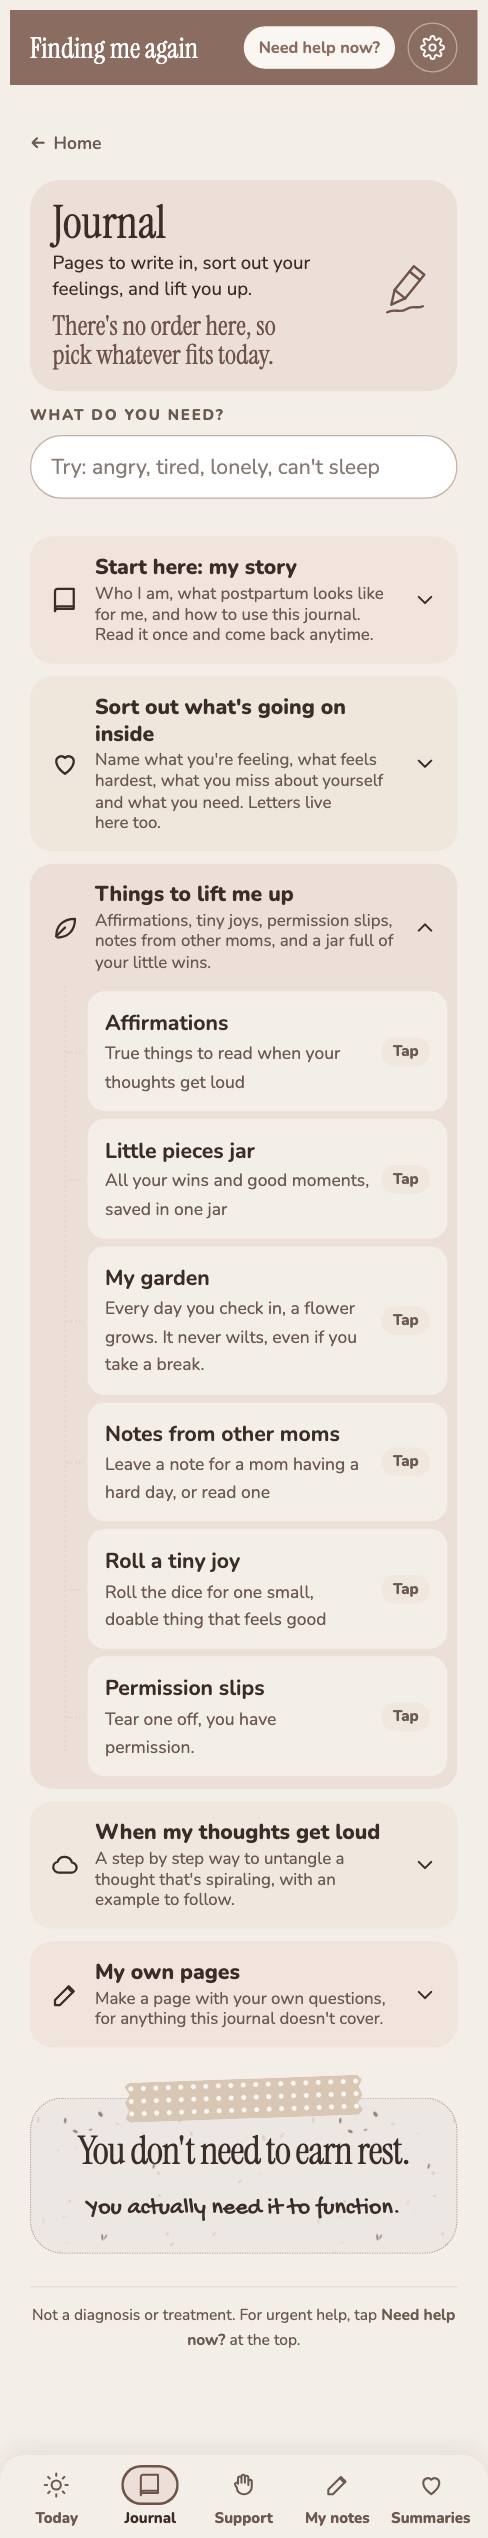 Finding me again
Need help now?
← Home
Journal
Pages to write in, sort out your
feelings, and lift you up.
There's no order here, so
pick whatever fits today.
WHAT DO YOU NEED?
Try: angry, tired, lonely, can't sleep
Start here: my story
Who I am, what postpartum looks like
for me, and how to use this journal.
Read it once and come back anytime.
Sort out what's going on
inside
Name what you're feeling, what feels
hardest, what you miss about yourself
and what you need. Letters live
here too.
Things to lift me up
Affirmations, tiny joys, permission slips,
notes from other moms, and a jar full of
your little wins.
Affirmations
True things to read when your
thoughts get loud
Tap
Little pieces jar
All your wins and good moments,
saved in one jar
Tap
My garden
Every day you check in, a flower
grows. It never wilts, even if you
take a break.
Tap
Notes from other moms
Leave a note for a mom having a
hard day, or read one
Tap
Roll a tiny joy
Roll the dice for one small,
doable thing that feels good
Tap
Permission slips
Tear one off, you have
permission.
Tap
When my thoughts get loud
A step by step way to untangle a
thought that's spiraling, with an
example to follow.
My own pages
Make a page with your own questions,
for anything this journal doesn't cover.
You don't need to earn rest.
You actually need it to function.
Not a diagnosis or treatment. For urgent help, tap Need help
now? at the top.
Today
Journal
Support
My notes
Summaries